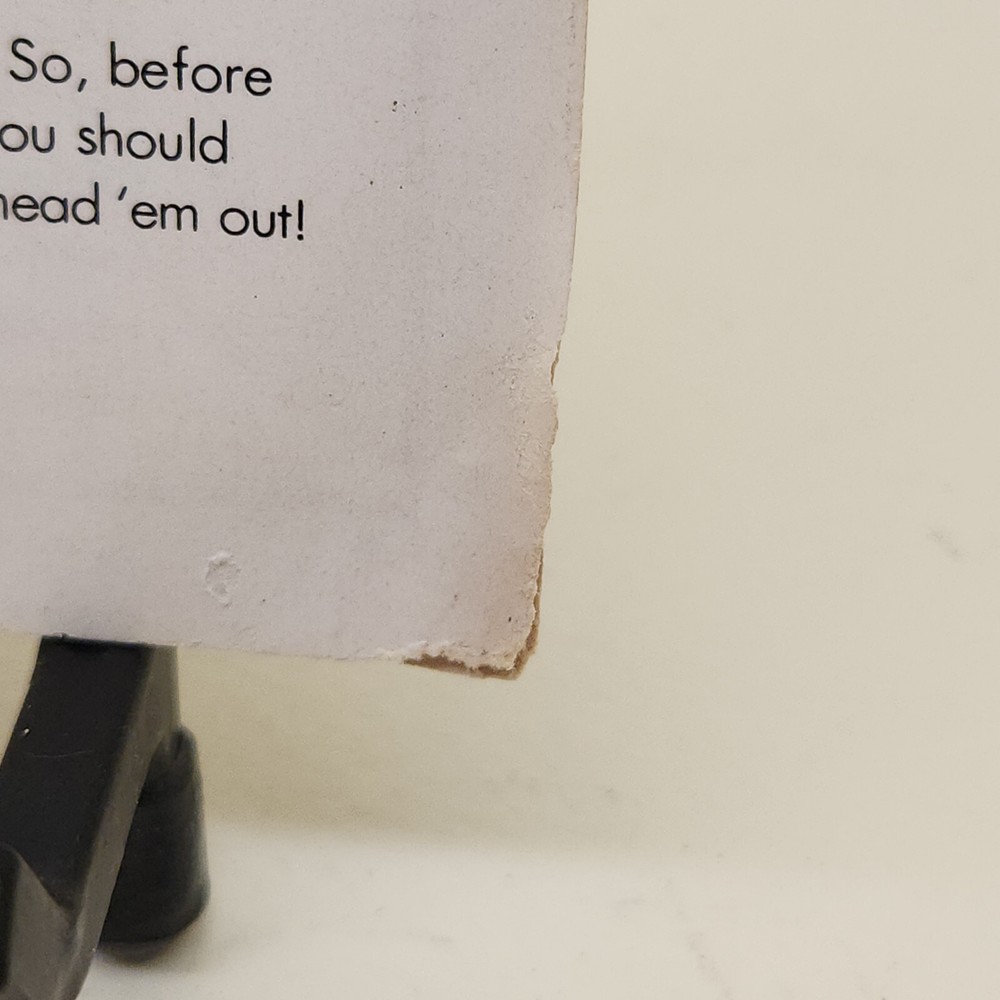 So, before
ou should
head 'em out!